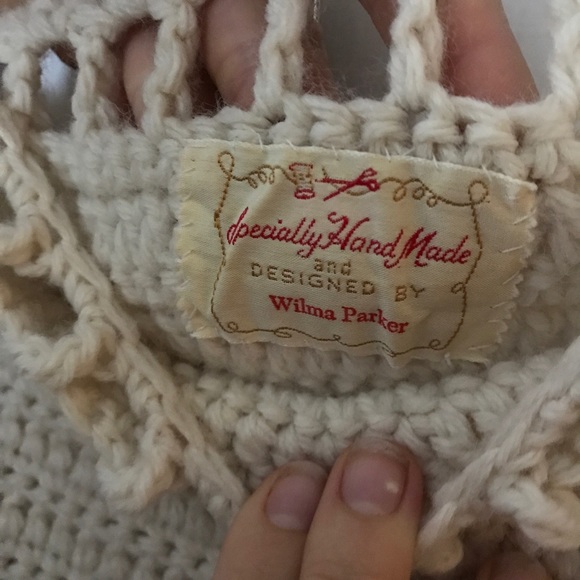 Specially Hand Made
and
DESIGNED BY
Wilma Parker